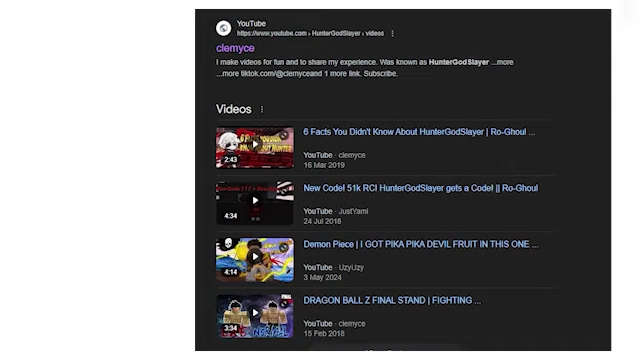 YouTube
https://www.youtube.com › HunterGodSlayer › videos
clemyce
I make videos for fun and to share my experience. Was known as HunterGodSlayer ...more
...more tiktok.com/@clemyceand 1 more link. Subscribe.
Videos
6 Facts You Didn't Know About HunterGodSlayer | Ro-Ghoul ...
2:43
YouTube · clemyce
16 Mar 2019
New Code! 51k RCI HunterGodSlayer gets a Code! || Ro-Ghoul
4:34
YouTube · JustYami
24 Jul 2018
Demon Piece | I GOT PIKA PIKA DEVIL FRUIT IN THIS ONE ...
4:14
YouTube · UzyUzy
3 May 2024
DRAGON BALL Z FINAL STAND | FIGHTING ...
FINAL
3:34
YouTube · clemyce
15 Feb 2018